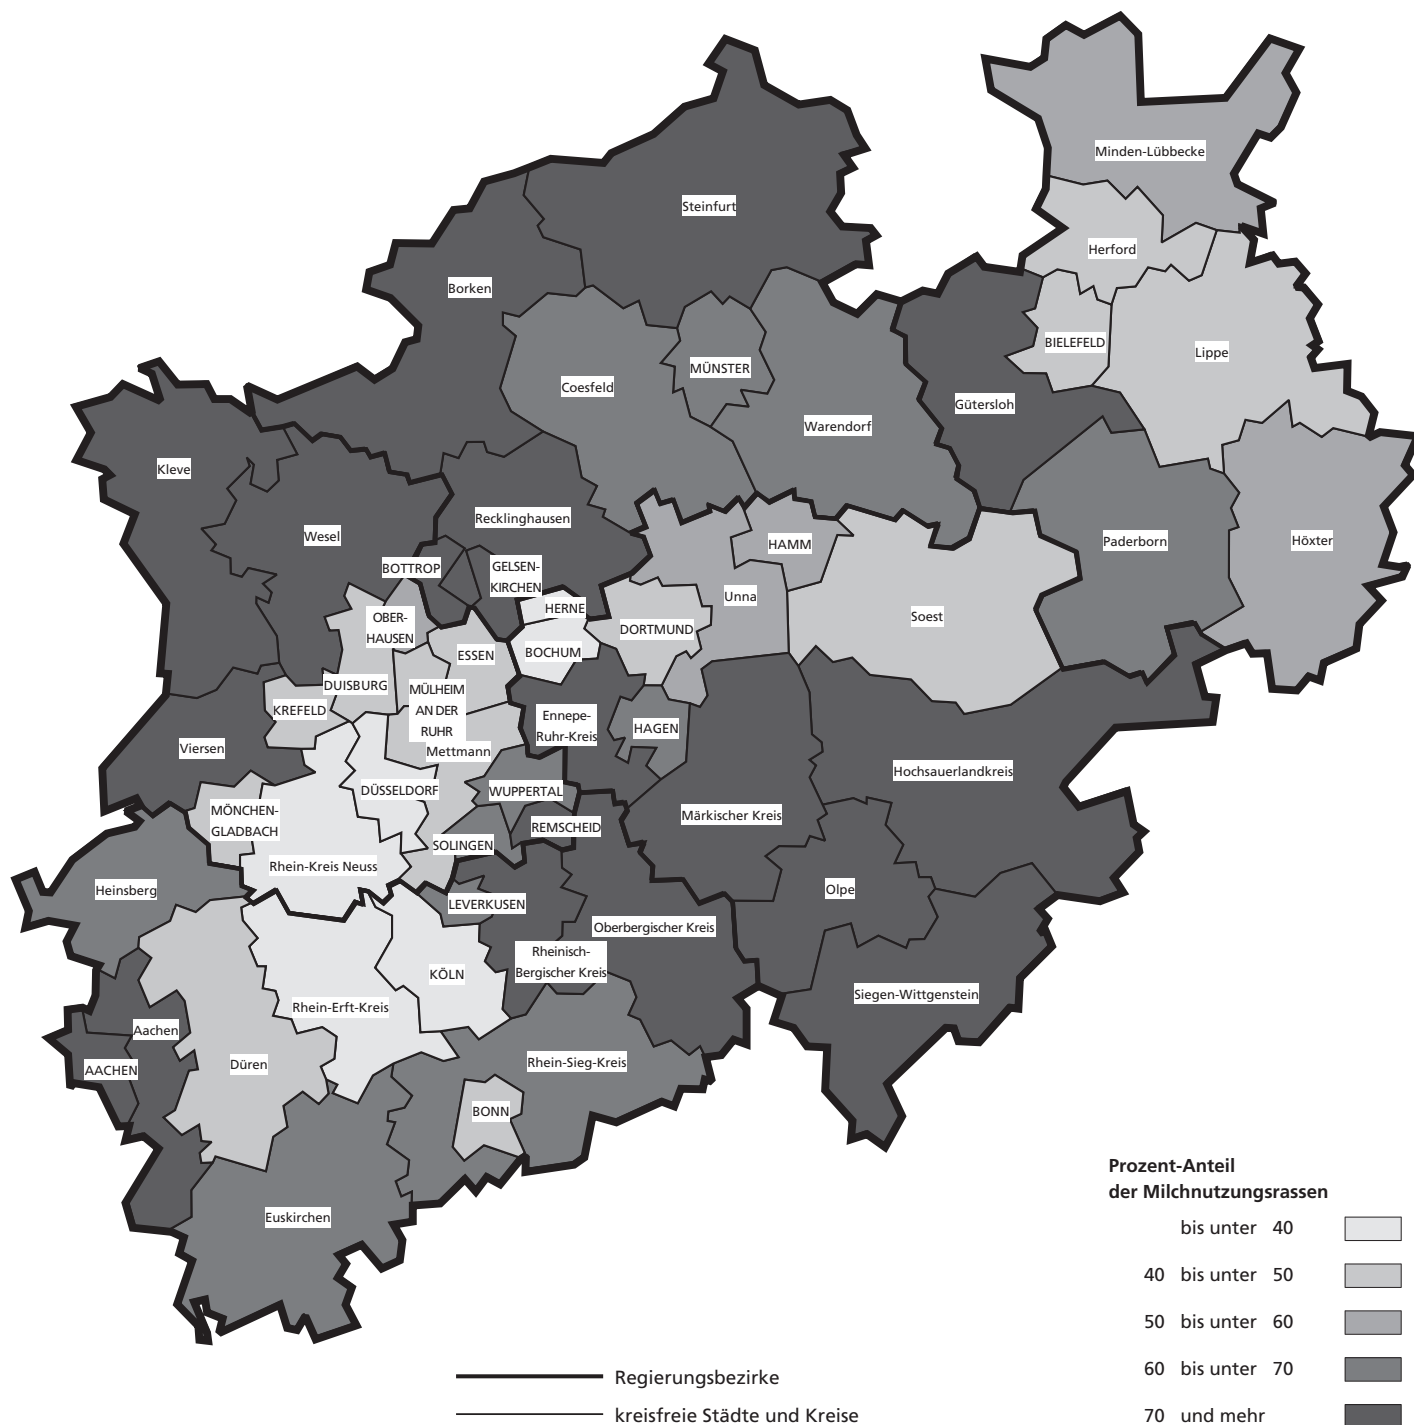 Minden-Lübbecke
Steinfurt
Herford
Borken
BIELEFELD
Lippe
MÜNSTER
Coesfeld
Gütersloh
Warendorf
Kleve
Recklinghausen
Wesel
HAMM
Paderborn
Höxter
BOTTROP
GELSEN-
KIRCHEN
Unna
HERNE
OBER-
HAUSEN
DORTMUND
Soest
ESSEN
BOCHUM
DUISBURG
MÜLHEIM
AN DER
RUHR
KREFELD
Ennepe-
Ruhr-Kreis
HAGEN
Viersen
Mettmann
Hochsauerlandkreis
DÜSSELDORF
WUPPERTAL
MÖNCHEN-
GLADBACH
Märkischer Kreis
REMSCHEID
SOLINGEN
Rhein-Kreis Neuss
Heinsberg
Olpe
LEVERKUSEN
Oberbergischer Kreis
Rheinisch-
Bergischer Kreis
KÖLN
Siegen-Wittgenstein
Rhein-Erft-Kreis
Aachen
Düren
Rhein-Sieg-Kreis
AACHEN
BONN
Euskirchen
Prozent-Anteil
der Milchnutzungsrassen
bis unter 40
40 bis unter 50
50 bis unter 60
60 bis unter 70
70 und mehr
Regierungsbezirke
kreisfreie Städte und Kreise